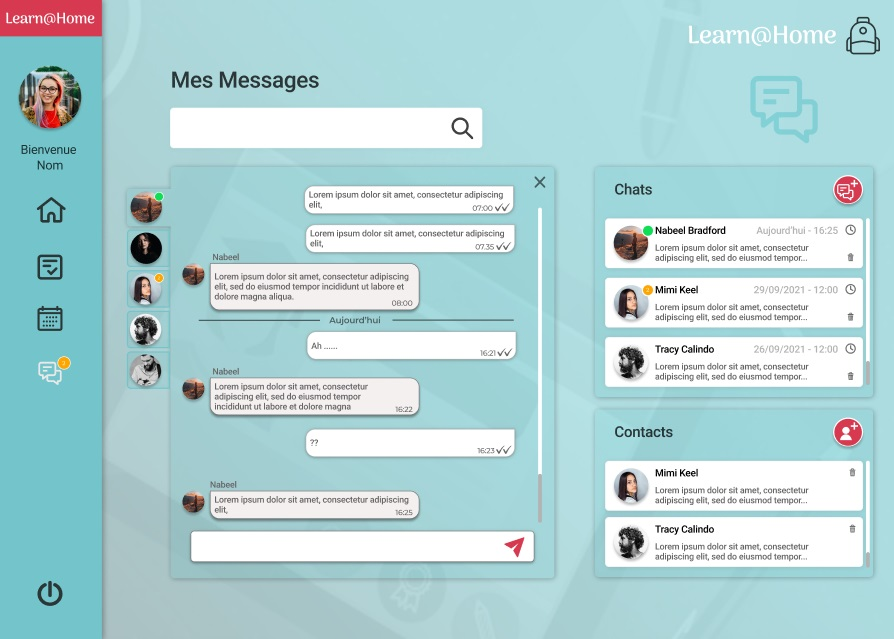 Learn@Home
Learn@Home
Bienvenue
Nom
Mes Messages
Lorem ipsum dolor sit amet, consectetur adipiscing
elit,
07:00
Lorem ipsum dolor sit amet, consectetur adipiscing
elit,
07.35
Nabeel
Lorem ipsum dolor sit amet, consectetur adipiscing
elit, sed do eiusmod tempor incididunt ut labore et
dolore magna aliqua.
08:00
Aujourd'hui
Ah ......
16:21
Nabeel
Lorem ipsum dolor sit amet, consectetur
adipiscing elit, sed do eiusmod tempor
incididunt ut labore et dolore magna
16:22
??
16:23
Nabeel
Lorem ipsum dolor sit amet, consectetur adipiscing
elit,
16:25
Chats
Nabeel Bradford Aujourd'hui - 16:25
Lorem ipsum dolor sit amet, consectetur
adipiscing elit, sed do eiusmod tempor...
Mimi Keel 29/09/2021 - 12:00
Lorem ipsum dolor sit amet, consectetur
adipiscing elit, sed do eiusmod tempor...
Tracy Calindo 26/09/2021 - 12:00
Lorem ipsum dolor sit amet, consectetur
adipiscing elit, sed do eiusmod tempor...
Contacts
Mimi Keel
Lorem ipsum dolor sit amet, consectetur
adipiscing elit, sed do eiusmod tempor...
Tracy Calindo
Lorem ipsum dolor sit amet, consectetur
adipiscing elit, sed do eiusmod tempor...